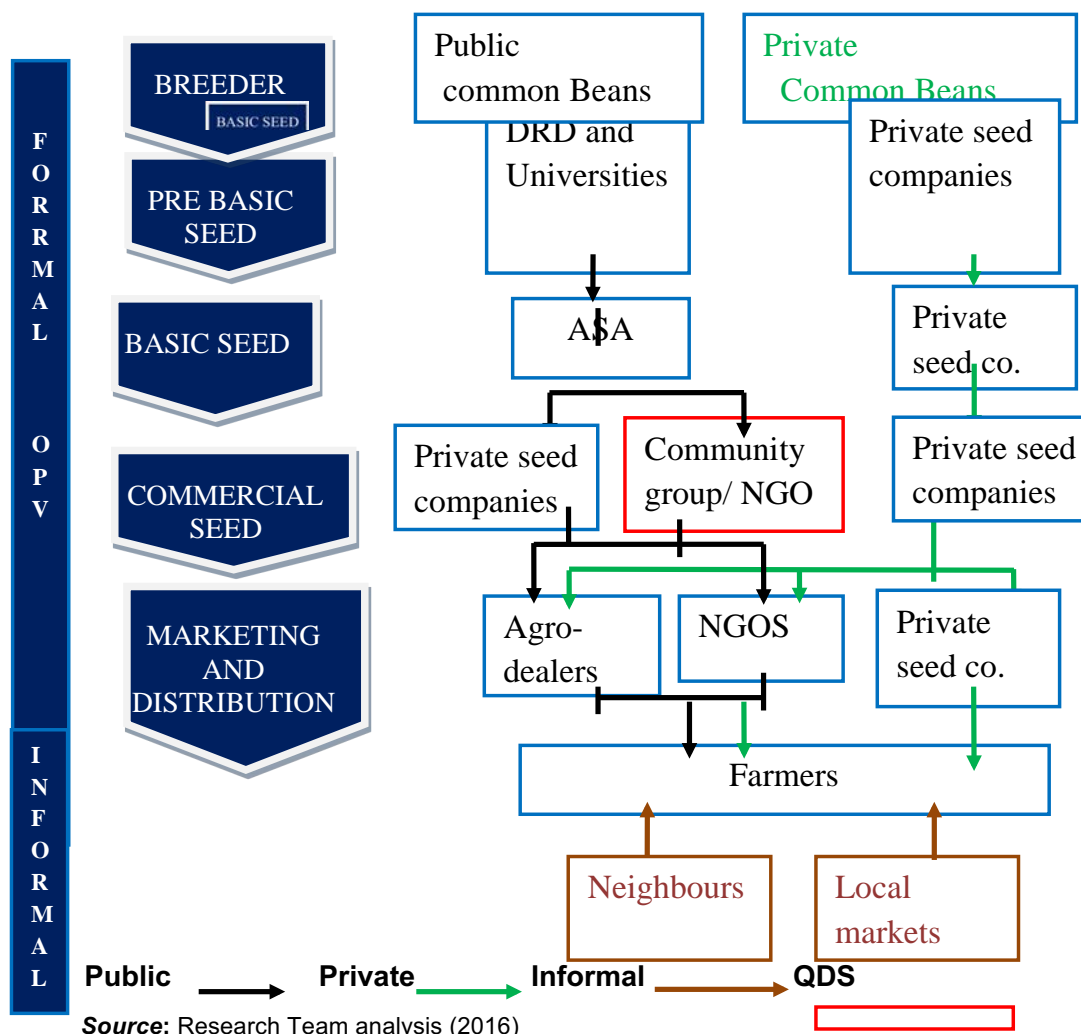 FORRMAL
OPV
INFORMAL
BREEDER
BASIC SEED
PRE BASIC
SEED
BASIC SEED
COMMERCIAL
SEED
MARKETING
AND
DISTRIBUTION
Public
common Beans
DRD and
Universities
ASA
Private seed
companies
Community
group/ NGO
Agro-
dealers
NGOS
Private
Common Beans
Private seed
companies
Private
seed co.
Private seed
companies
Private
seed co.
Farmers
Neighbours
Local
markets
Public
Private
Informal
QDS
Source: Research Team analysis (2016)